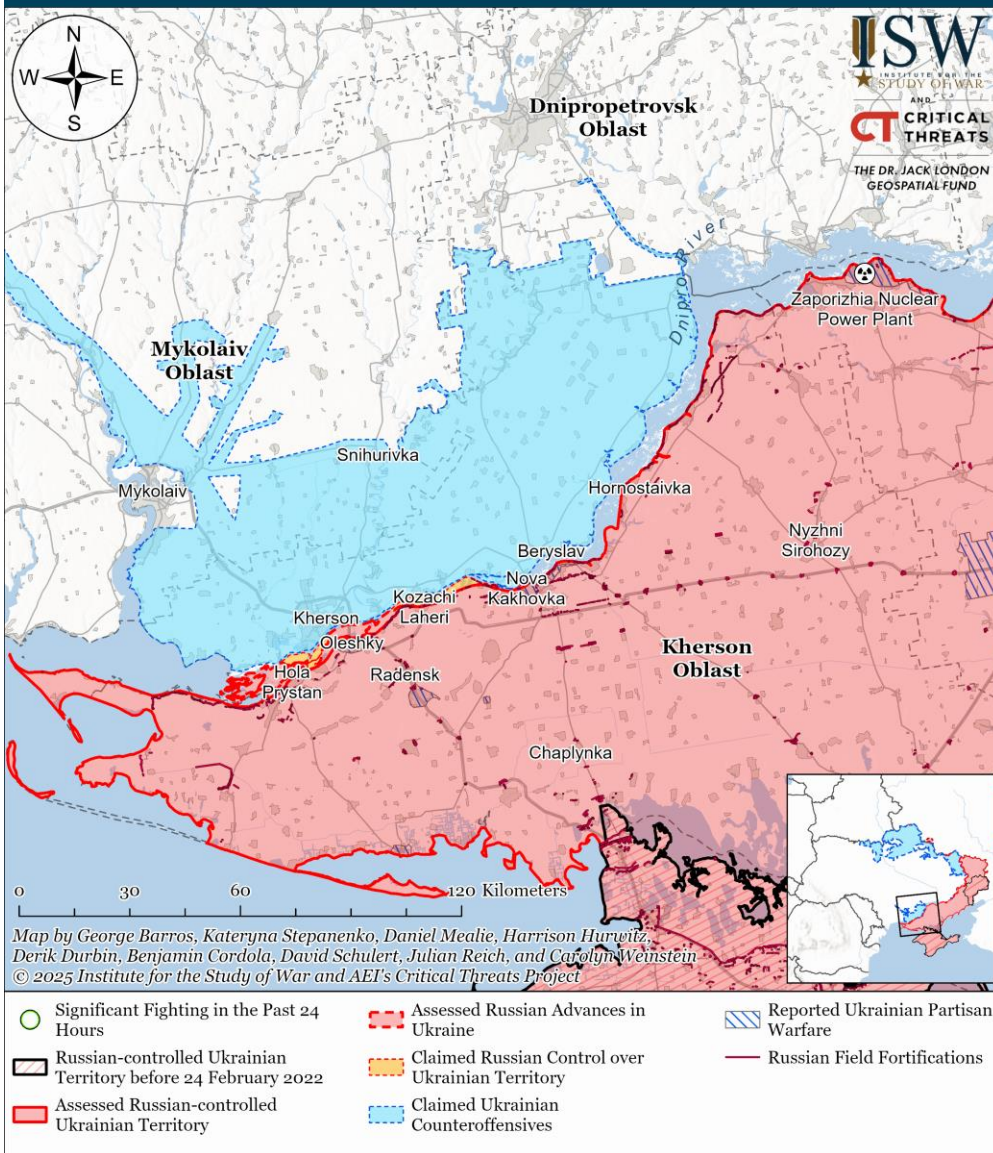 N
W
E
S
ISW
INSTITUTE FOR THE
STUDY OF WAR
AND
CT CRITICAL
THREATS
THE DR. JACK LONDON
GEOSPATIAL FUND
Dnipropetrovsk
Oblast
Dnipro River
Zaporizhia Nuclear
Power Plant
Mykolaiv
Oblast
Snihurivka
Mykolaiv
Hornostaivka
Nyzhni
Sirohozy
Beryslav
Nova
Kakhovka
Kozachi
Laheri
Kherson
Oleshky
Kherson
Oblast
Hola
Prystan
Radensk
Chaplynka
0 30 60 120 Kilometers
Map by George Barros, Kateryna Stepanenko, Daniel Mealie, Harrison Hurwitz,
Derik Durbin, Benjamin Cordola, David Schulert, Julian Reich, and Carolyn Weinstein
© 2025 Institute for the Study of War and AEI's Critical Threats Project
Significant Fighting in the Past 24
Hours
Russian-controlled Ukrainian
Territory before 24 February 2022
Assessed Russian-controlled
Ukrainian Territory
Assessed Russian Advances in
Ukraine
Claimed Russian Control over
Ukrainian Territory
Claimed Ukrainian
Counteroffensives
Reported Ukrainian Partisan
Warfare
Russian Field Fortifications